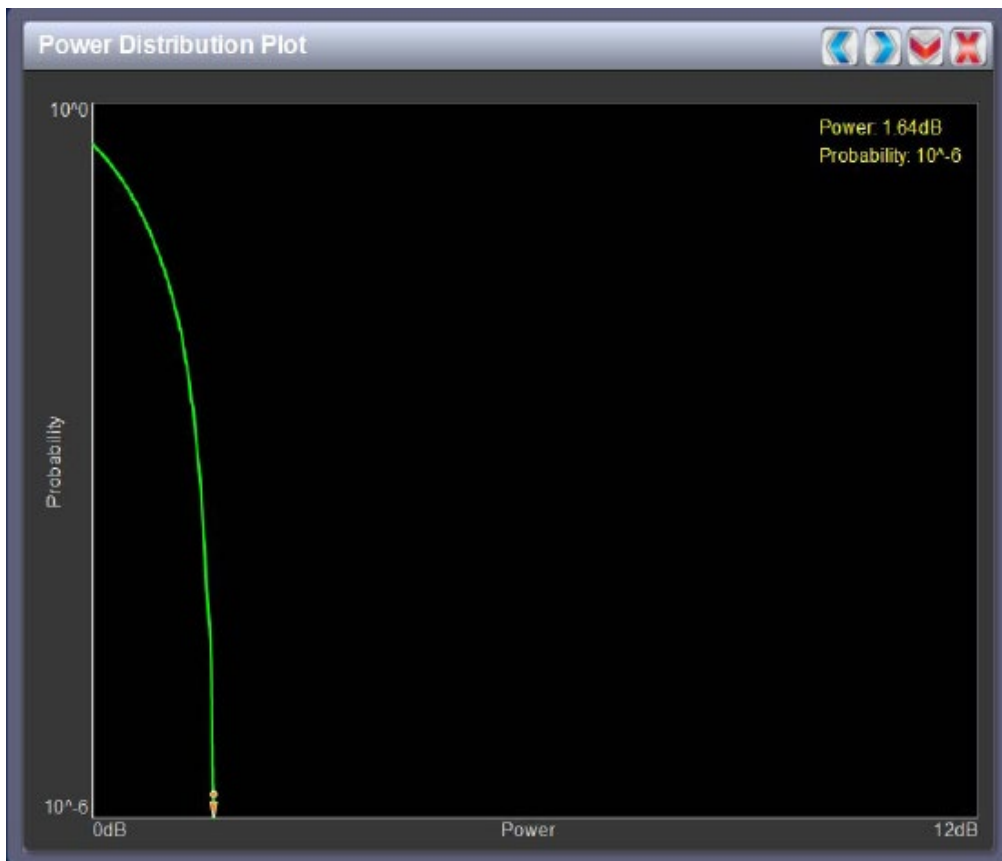 Power Distribution Plot
10^0
Power: 1.64dB
Probability: 10^-6
Probability
10^-6
0dB
Power
12dB